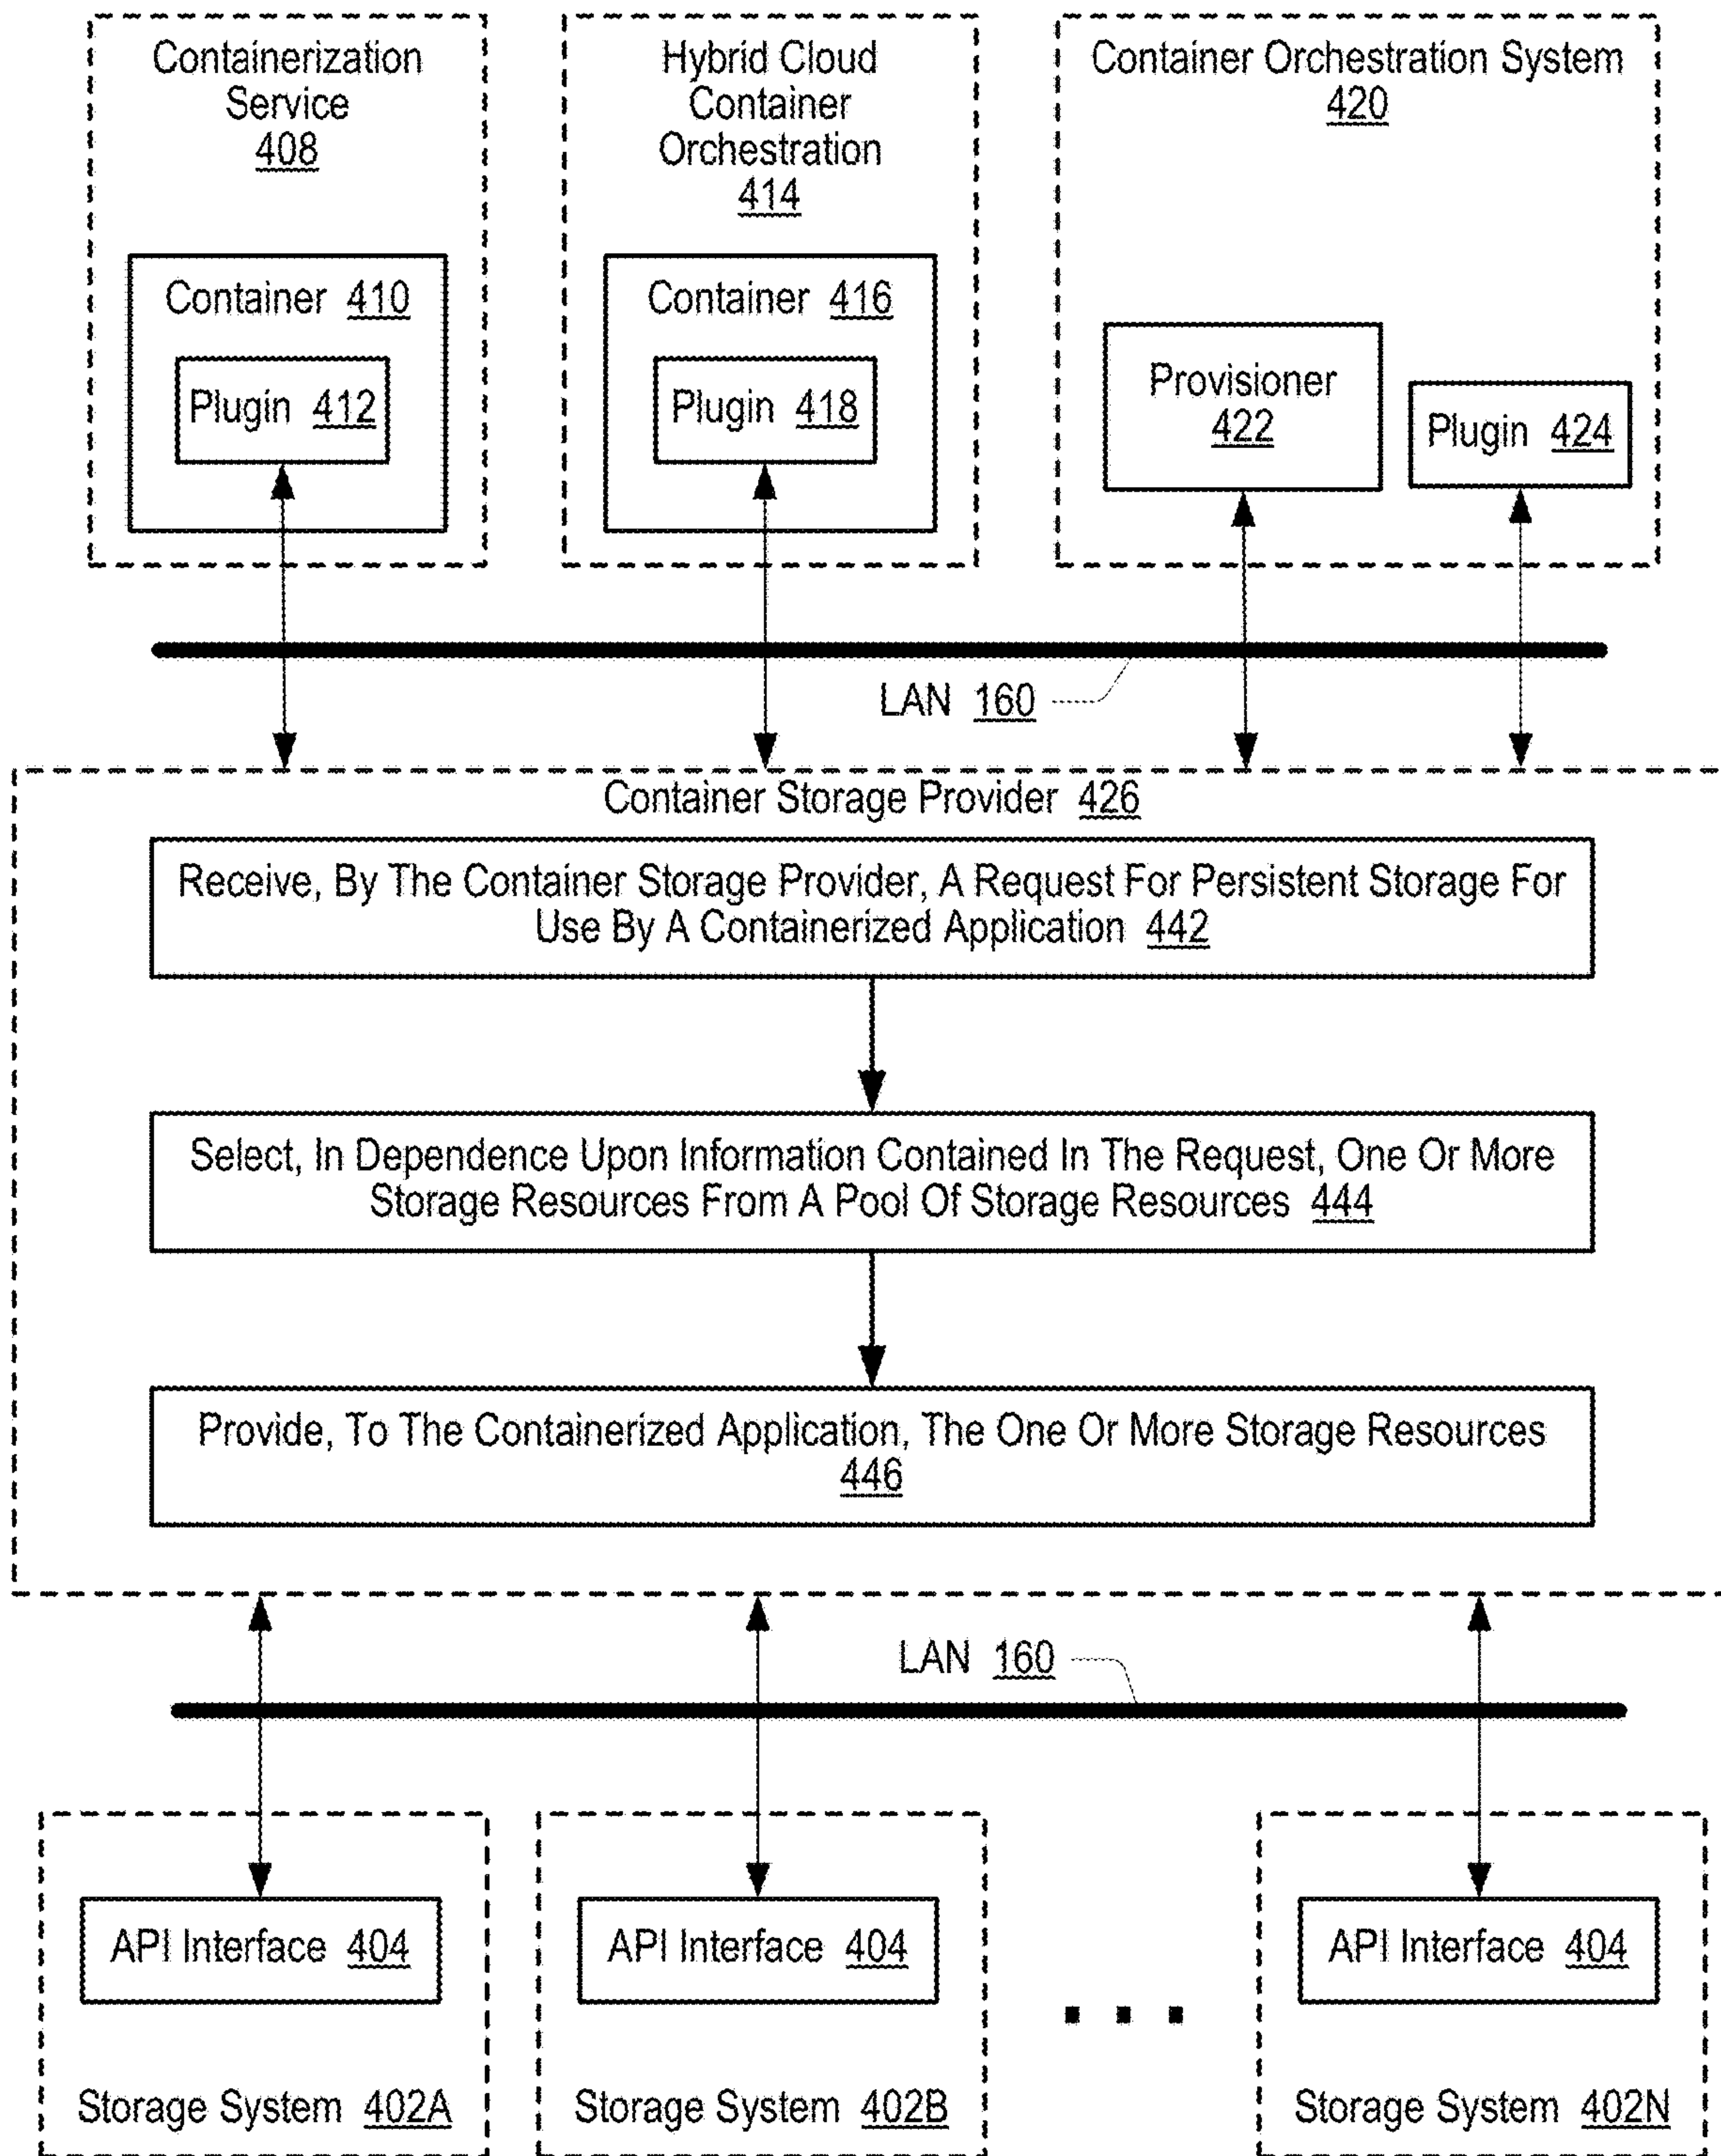 Containerization
Service
408
Container 410
Plugin 412
Hybrid Cloud
Container
Orchestration
414
Container 416
Plugin 418
Container Orchestration System
420
Provisioner
422
Plugin 424
LAN 160
Container Storage Provider 426
Receive, By The Container Storage Provider, A Request For Persistent Storage For
Use By A Containerized Application 442
Select, In Dependence Upon Information Contained In The Request, One Or More
Storage Resources From A Pool Of Storage Resources 444
Provide, To The Containerized Application, The One Or More Storage Resources
446
LAN 160
API Interface 404
Storage System 402A
API Interface 404
Storage System 402B
API Interface 404
Storage System 402N